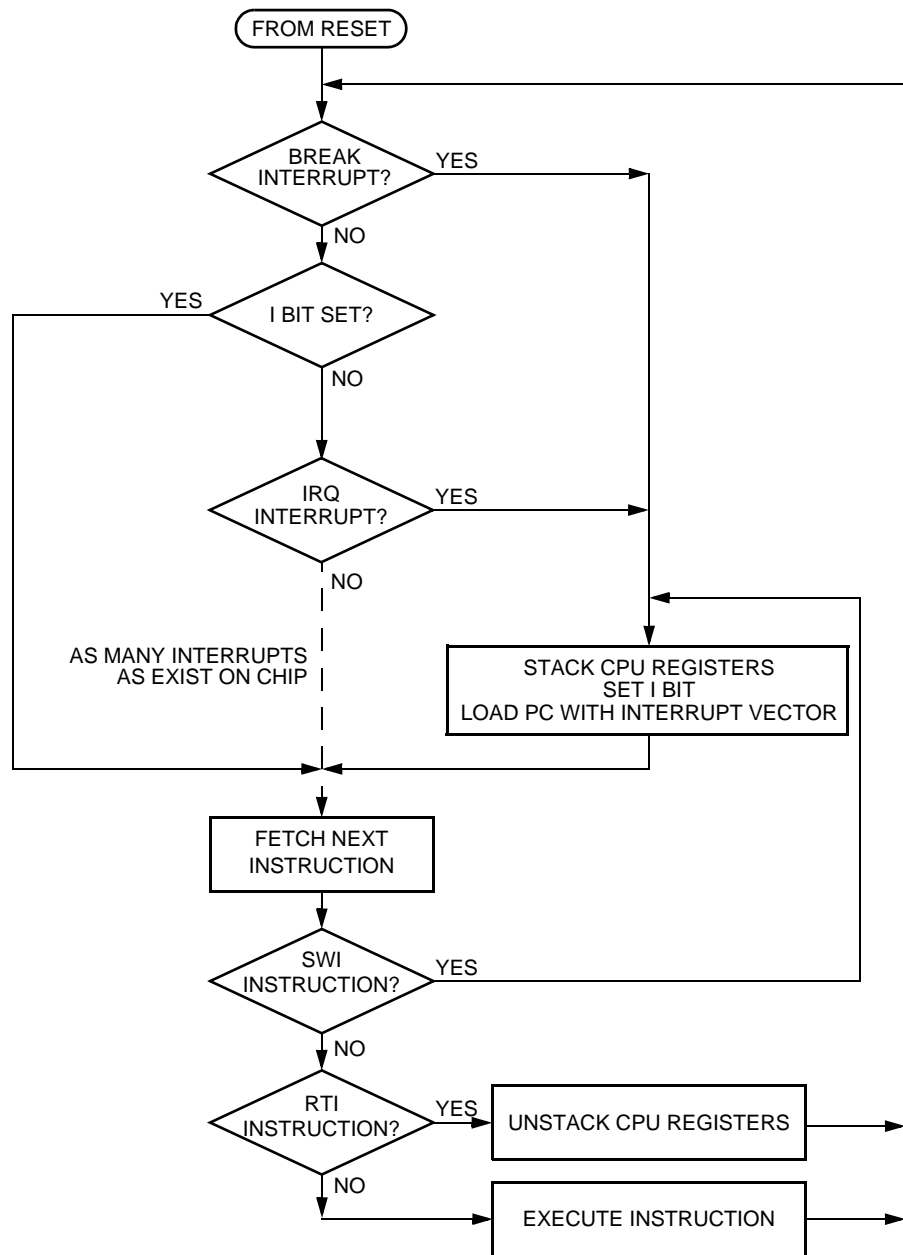 FROM RESET
BREAK
INTERRUPT?
YES
NO
YES
I BIT SET?
NO
IRQ
INTERRUPT?
YES
NO
AS MANY INTERRUPTS
AS EXIST ON CHIP
STACK CPU REGISTERS
SET I BIT
LOAD PC WITH INTERRUPT VECTOR
FETCH NEXT
INSTRUCTION
SWI
INSTRUCTION?
YES
NO
RTI
INSTRUCTION?
YES
UNSTACK CPU REGISTERS
NO
EXECUTE INSTRUCTION